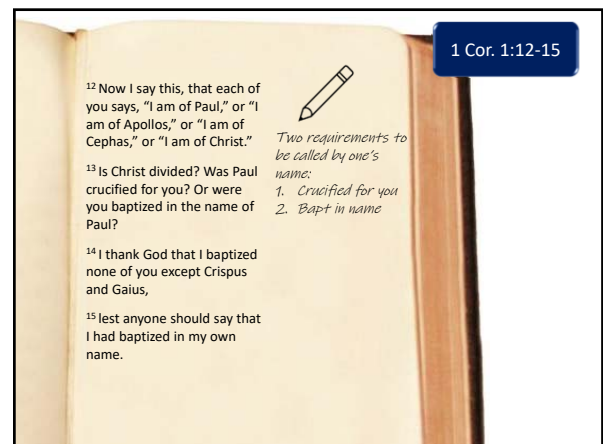 1 Cor. 1:12-15
12 Now I say this, that each of
you says, “I am of Paul,” or “I
am of Apollos,” or “I am of
Cephas,” or “I am of Christ.”
13 Is Christ divided? Was Paul
crucified for you? Or were
you baptized in the name of
Paul?
14 I thank God that I baptized
none of you except Crispus
and Gaius,
15 lest anyone should say that
I had baptized in my own
name.
Two requirements to
be called by one’s
name:
1. Crucified for you
2. Bapt in name